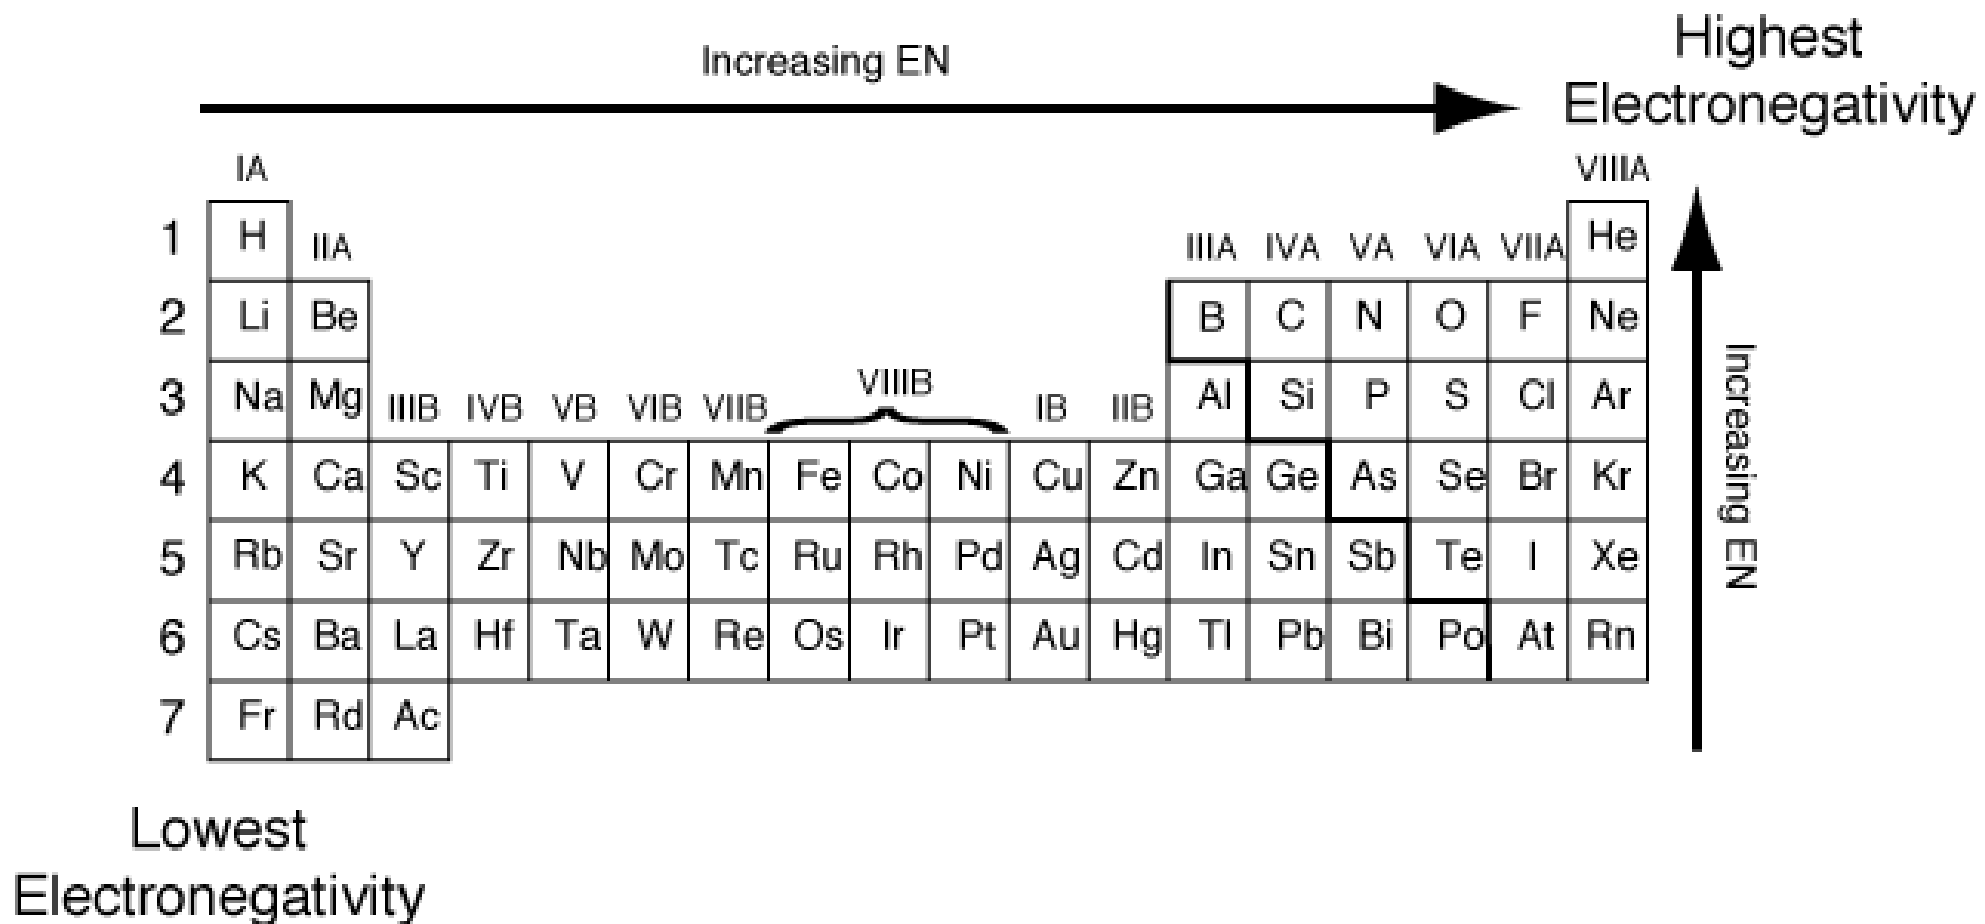 Increasing EN
Highest
Electronegativity
IA
VIIIA
1 H IIA IIIA IVA VA VIA VIIA He
2 Li Be B C N O F Ne
3 Na Mg IIIB IVB VB VIB VIIB VIIIB IB IIB Al Si P S Cl Ar
4 K Ca Sc Ti V Cr Mn Fe Co Ni Cu Zn Ga Ge As Se Br Kr
5 Rb Sr Y Zr Nb Mo Tc Ru Rh Pd Ag Cd In Sn Sb Te I Xe
6 Cs Ba La Hf Ta W Re Os Ir Pt Au Hg Tl Pb Bi Po At Rn
7 Fr Rd Ac
Increasing EN
Lowest
Electronegativity